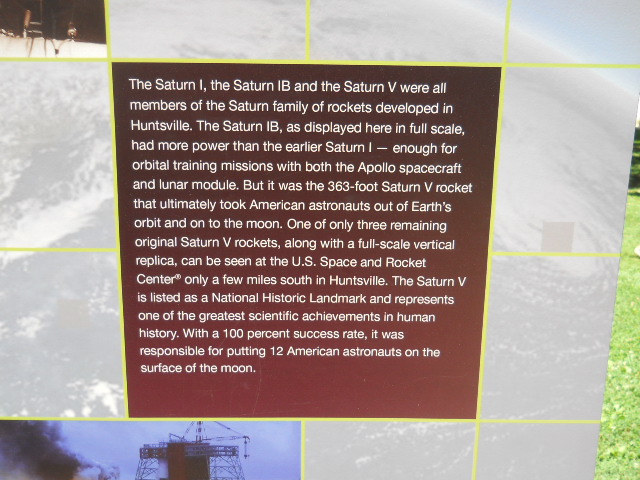 The Saturn I, the Saturn IB and the Saturn V were all
members of the Saturn family of rockets developed in
Huntsville. The Saturn IB, as displayed here in full scale,
had more power than the earlier Saturn I — enough for
orbital training missions with both the Apollo spacecraft
and lunar module. But it was the 363-foot Saturn V rocket
that ultimately took American astronauts out of Earth's
orbit and on to the moon. One of only three remaining
original Saturn V rockets, along with a full-scale vertical
replica, can be seen at the U.S. Space and Rocket
Center® only a few miles south in Huntsville. The Saturn V
is listed as a National Historic Landmark and represents
one of the greatest scientific achievements in human
history. With a 100 percent success rate, it was
responsible for putting 12 American astronauts on the
surface of the moon.